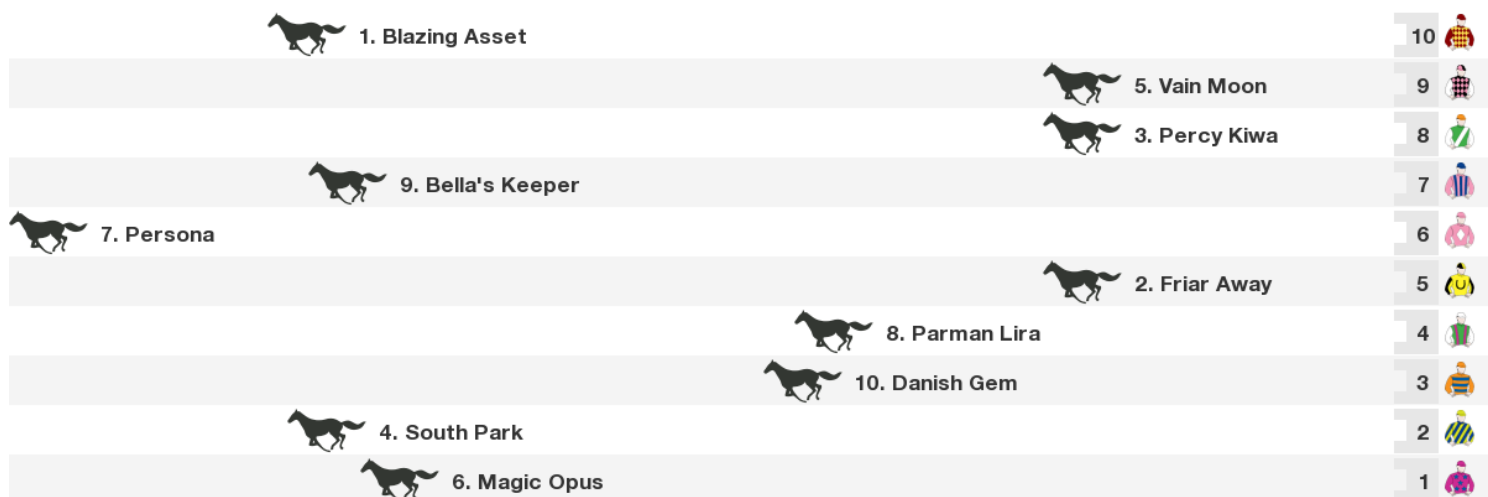 1. Blazing Asset 10
5. Vain Moon 9
3. Percy Kiwa 8
9. Bella's Keeper 7
7. Persona 6
2. Friar Away 5
8. Parman Lira 4
10. Danish Gem 3
4. South Park 2
6. Magic Opus 1